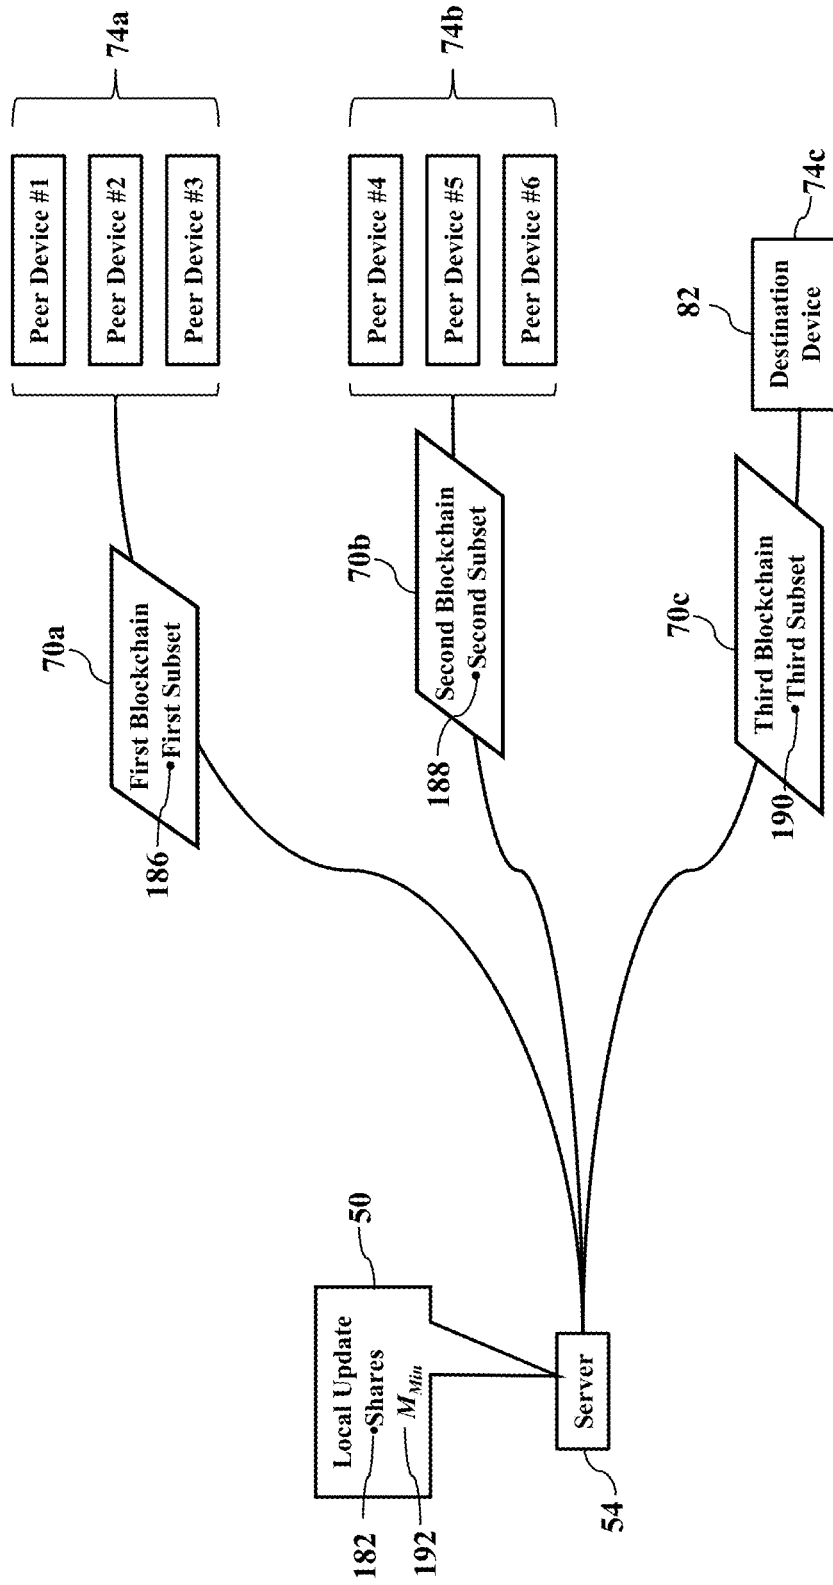 50
Local Update
•Shares
M_Min
182
192
Server
54
70a
First Blockchain
•First Subset
186
Peer Device #1
Peer Device #2
Peer Device #3
74a
70b
Second Blockchain
•Second Subset
188
Peer Device #4
Peer Device #5
Peer Device #6
74b
70c
Third Blockchain
•Third Subset
190
82
Destination
Device
74c